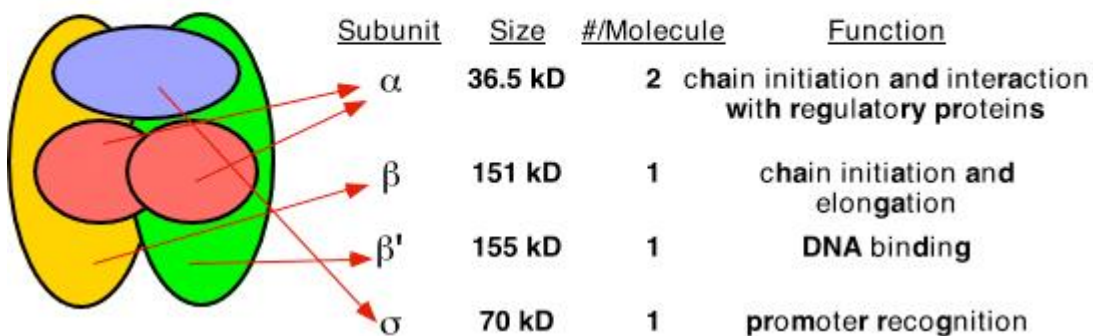 Subunit Size #/Molecule Function
α 36.5 kD 2 chain initiation and interaction
with regulatory proteins
β 151 kD 1 chain initiation and
elongation
β' 155 kD 1 DNA binding
σ 70 kD 1 promoter recognition